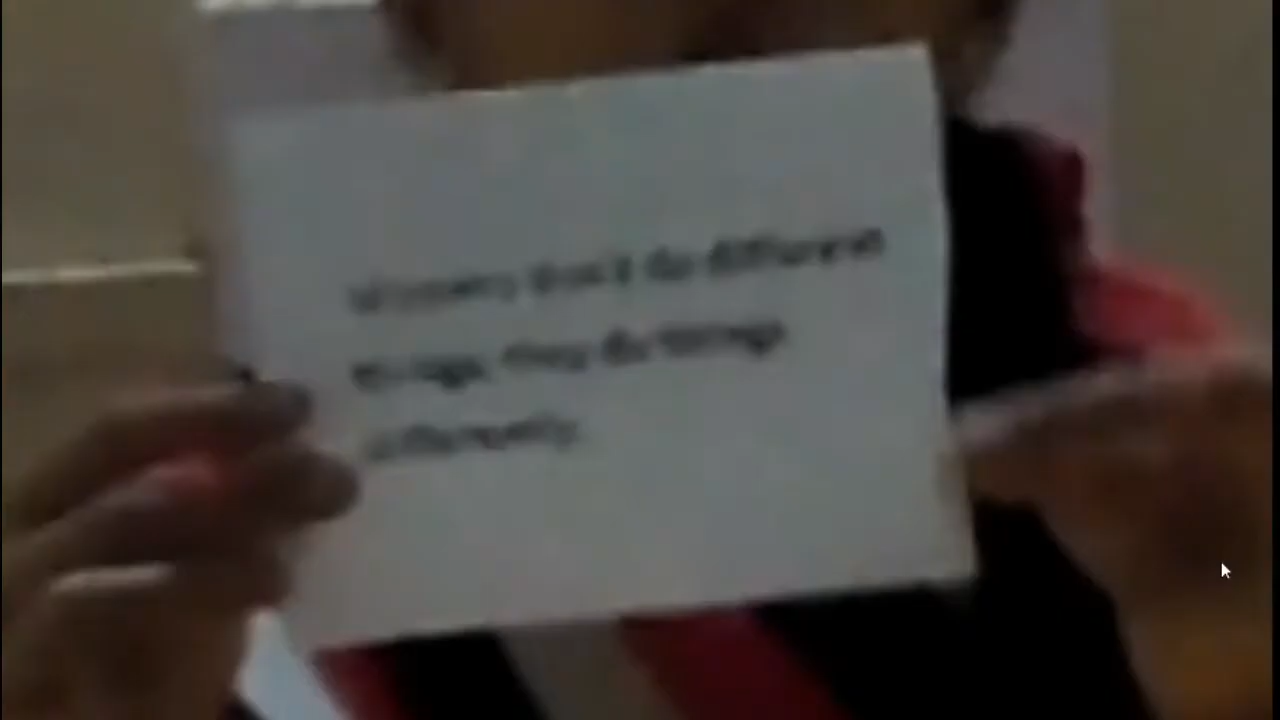 Winners don't do different
things, they do things
differently.